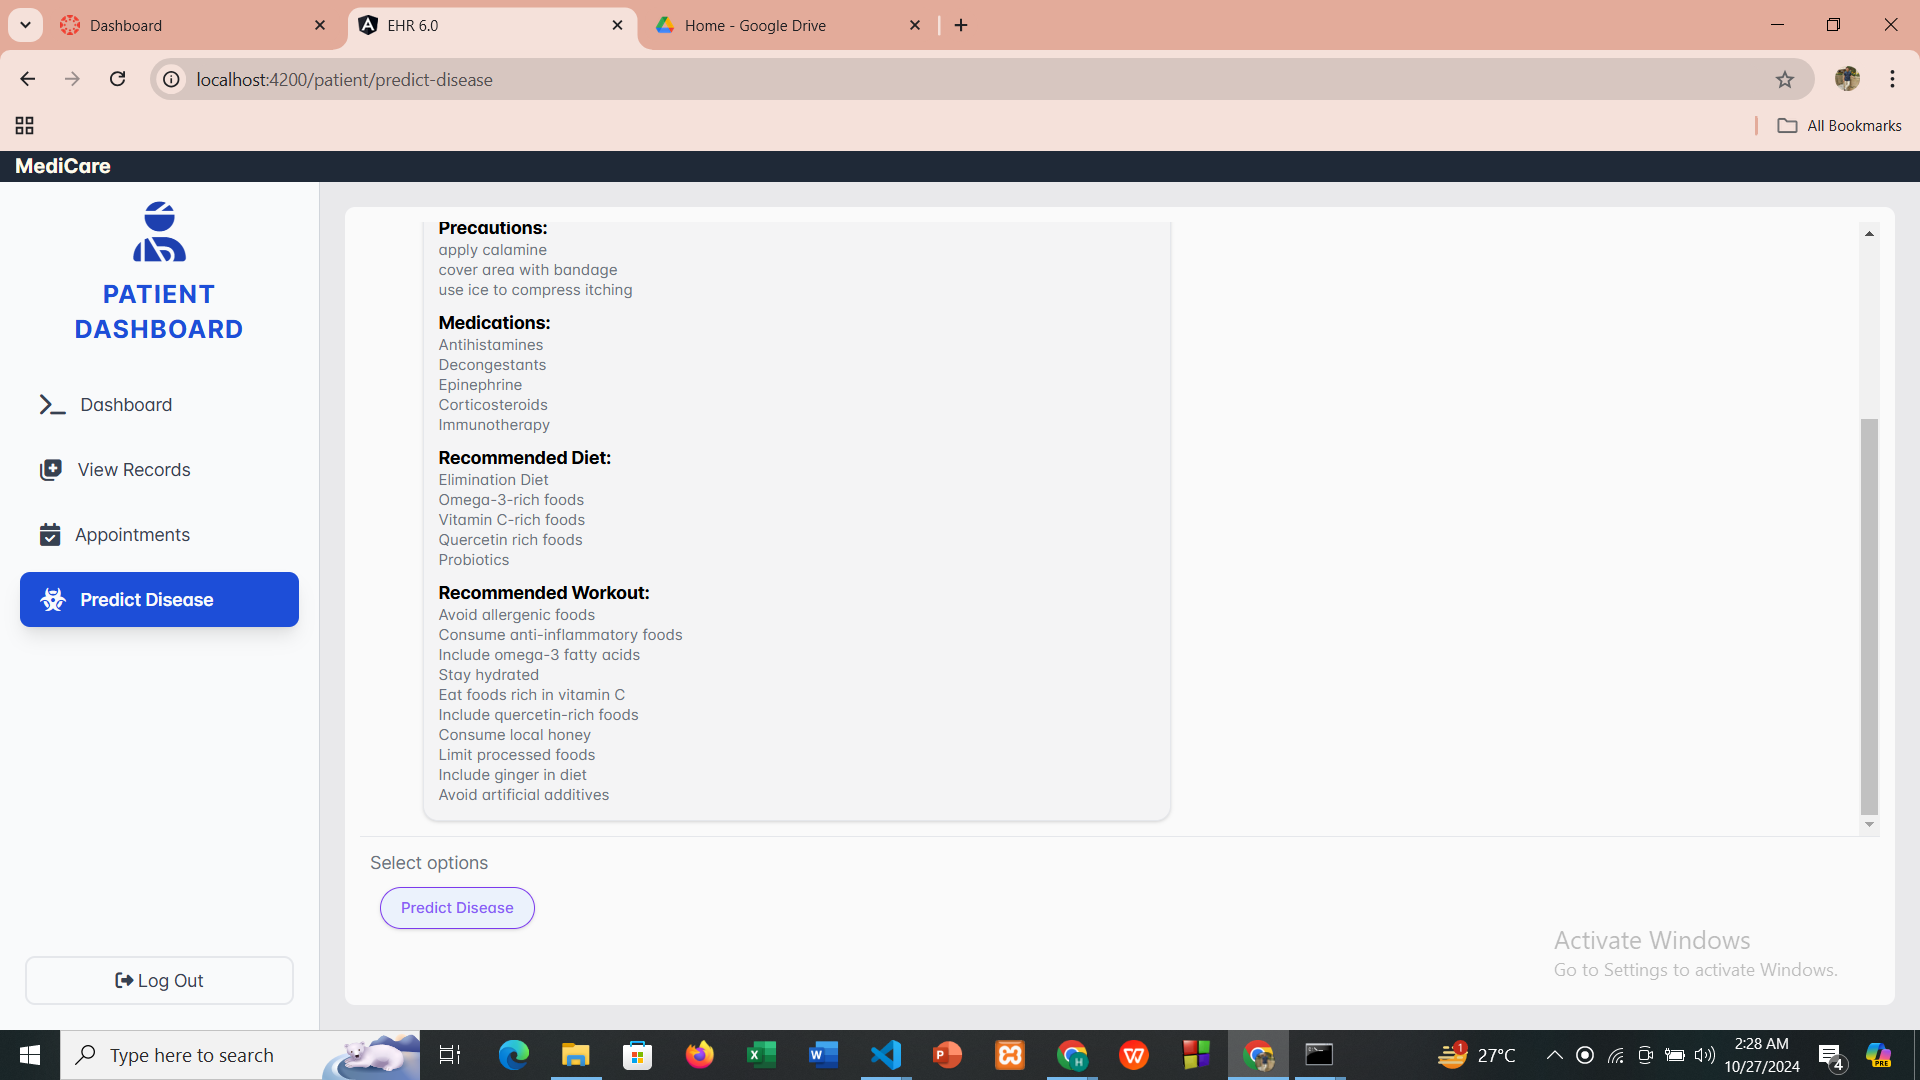 Dashboard
EHR 6.0
Home - Google Drive
localhost:4200/patient/predict-disease
All Bookmarks
MediCare
PATIENT
DASHBOARD
Dashboard
View Records
Appointments
Predict Disease
Log Out
Precautions:
apply calamine
cover area with bandage
use ice to compress itching
Medications:
Antihistamines
Decongestants
Epinephrine
Corticosteroids
Immunotherapy
Recommended Diet:
Elimination Diet
Omega-3-rich foods
Vitamin C-rich foods
Quercetin rich foods
Probiotics
Recommended Workout:
Avoid allergenic foods
Consume anti-inflammatory foods
Include omega-3 fatty acids
Stay hydrated
Eat foods rich in vitamin C
Include quercetin-rich foods
Consume local honey
Limit processed foods
Include ginger in diet
Avoid artificial additives
Select options
Predict Disease
Activate Windows
Go to Settings to activate Windows.
Type here to search
1
27°C
2:28 AM
10/27/2024
4
PRE